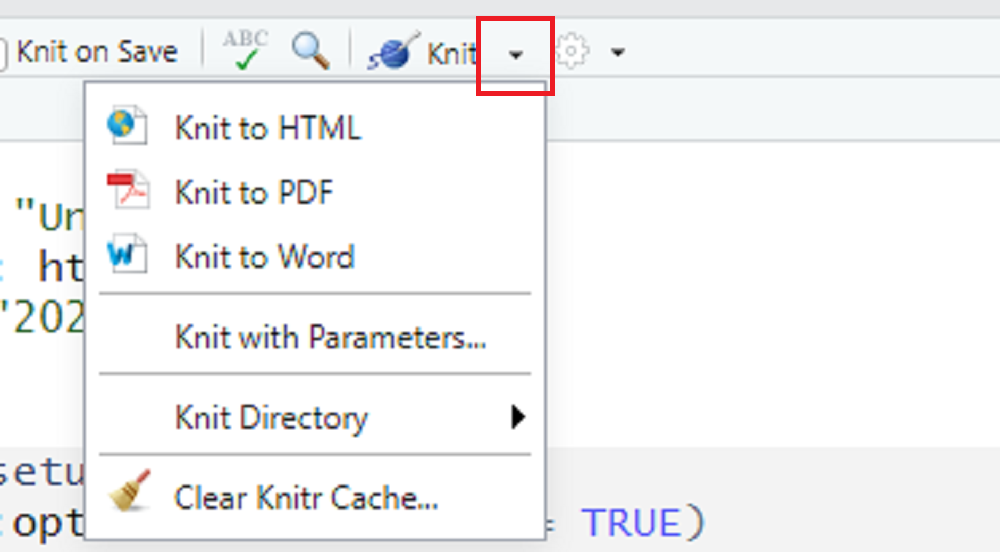 Knit on Save ABC Knit
Knit to HTML
Knit to PDF
"Un
Knit to Word
: ht
"202
Knit with Parameters...
Knit Directory
setu
Clear Knitr Cache...
:opt = TRUE)